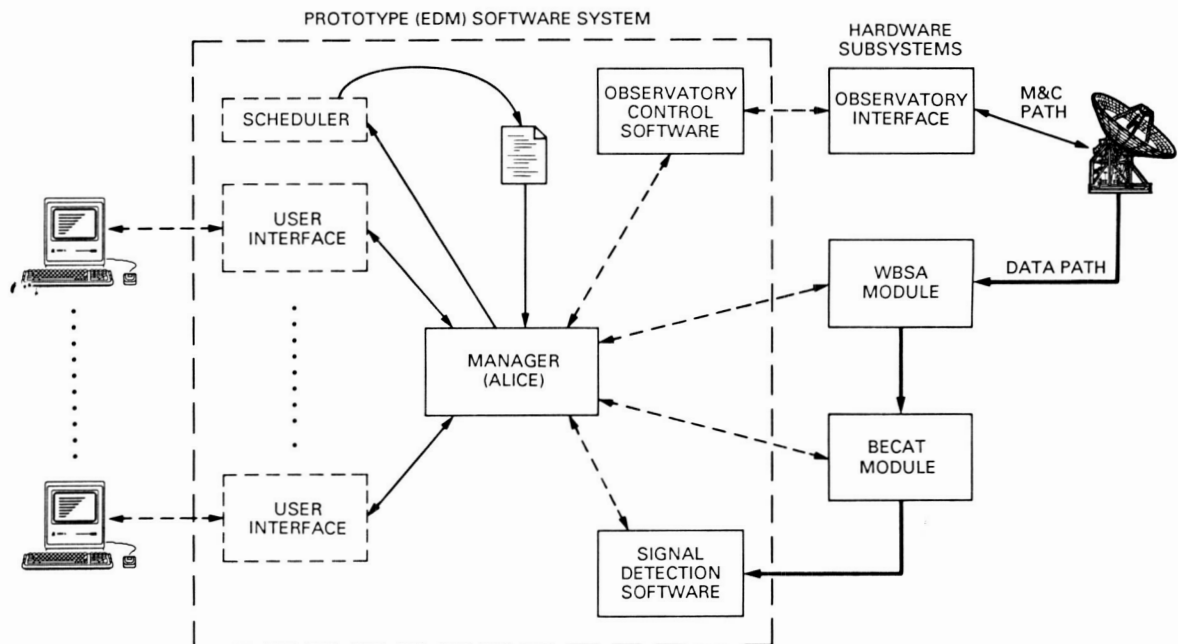 PROTOTYPE (EDM) SOFTWARE SYSTEM
HARDWARE
SUBSYSTEMS
SCHEDULER
OBSERVATORY
CONTROL
SOFTWARE
OBSERVATORY
INTERFACE
M&C
PATH
USER
INTERFACE
WBSA
MODULE
DATA PATH
MANAGER
(ALICE)
BECAT
MODULE
USER
INTERFACE
SIGNAL
DETECTION
SOFTWARE